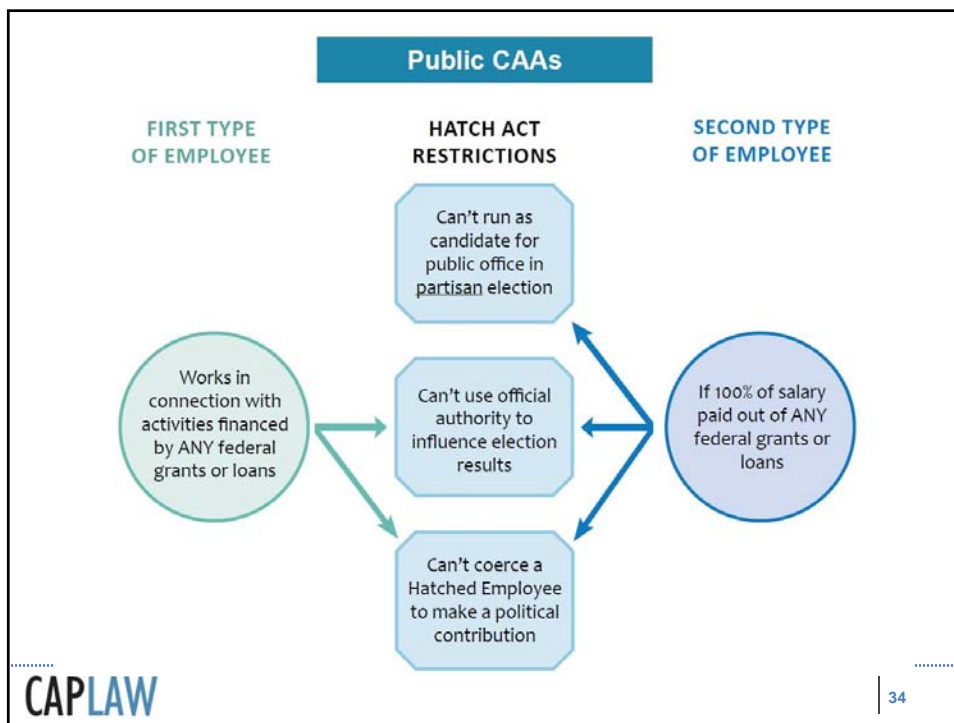 Public CAAs
FIRST TYPE
OF EMPLOYEE
HATCH ACT
RESTRICTIONS
SECOND TYPE
OF EMPLOYEE
Can't run as
candidate for
public office in
partisan election
Works in
connection with
activities financed
by ANY federal
grants or loans
Can't use official
authority to
influence election
results
If 100% of salary
paid out of ANY
federal grants or
loans
Can't coerce a
Hatched Employee
to make a political
contribution
CAPLAW
34